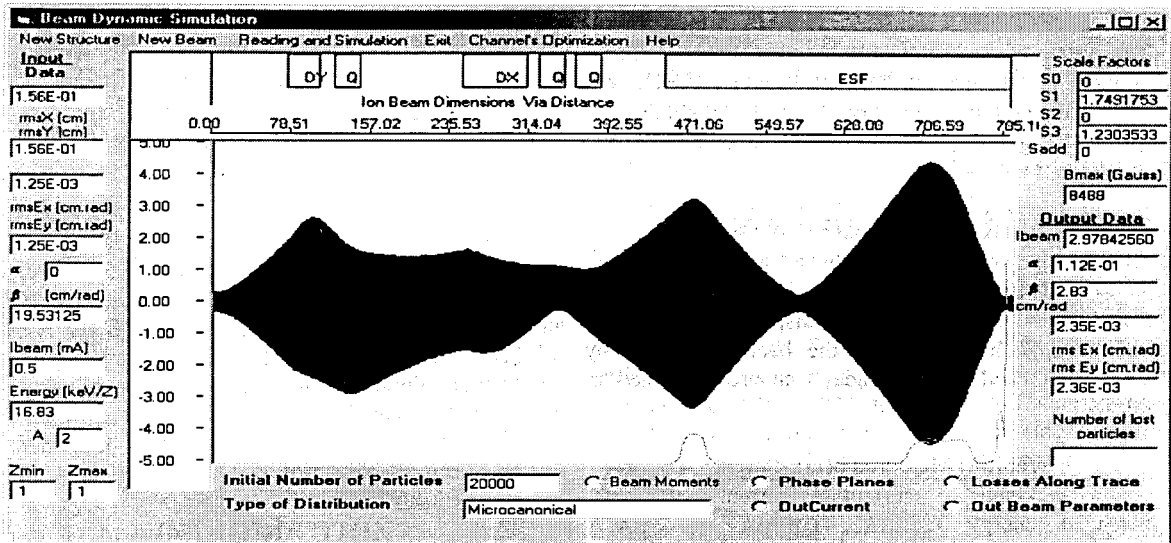 Beam Dynamic Simulation
New Structure New Beam Reading and Simulation Exit Channel's Optimization Help
Input
Data
1.56E-01
rmsX (cm)
rmsY (cm)
1.56E-01
1.25E-03
rmsEx (cm.rad)
rmsEy (cm.rad)
1.25E-03
α 0
β (cm/rad)
19.53125
Ibeam (mA)
0.5
Energy (keV/Z)
16.83
A 2
Zmin Zmax
1 1
DY Q DX Q Q ESF
Ion Beam Dimensions Via Distance
0.00 78.51 157.02 235.53 314.04 392.55 471.06 549.57 628.08 706.59 785.1
5.00
4.00
3.00
2.00
1.00
0.00
-1.00
-2.00
-3.00
-4.00
-5.00
Scale Factors
S0 0
S1 1.7491753
S2 0
S3 1.2303533
Sadd 0
Bmax (Gauss)
8488
Output Data
Ibeam 2.97842560
α 1.12E-01
β 2.83
cm/rad
2.35E-03
rms Ex (cm.rad)
rms Ey (cm.rad)
2.36E-03
Number of lost
particles
Initial Number of Particles 20000 Beam Moments Phase Planes Losses Along Trace
Type of Distribution Microcanonical OutCurrent Out Beam Parameters